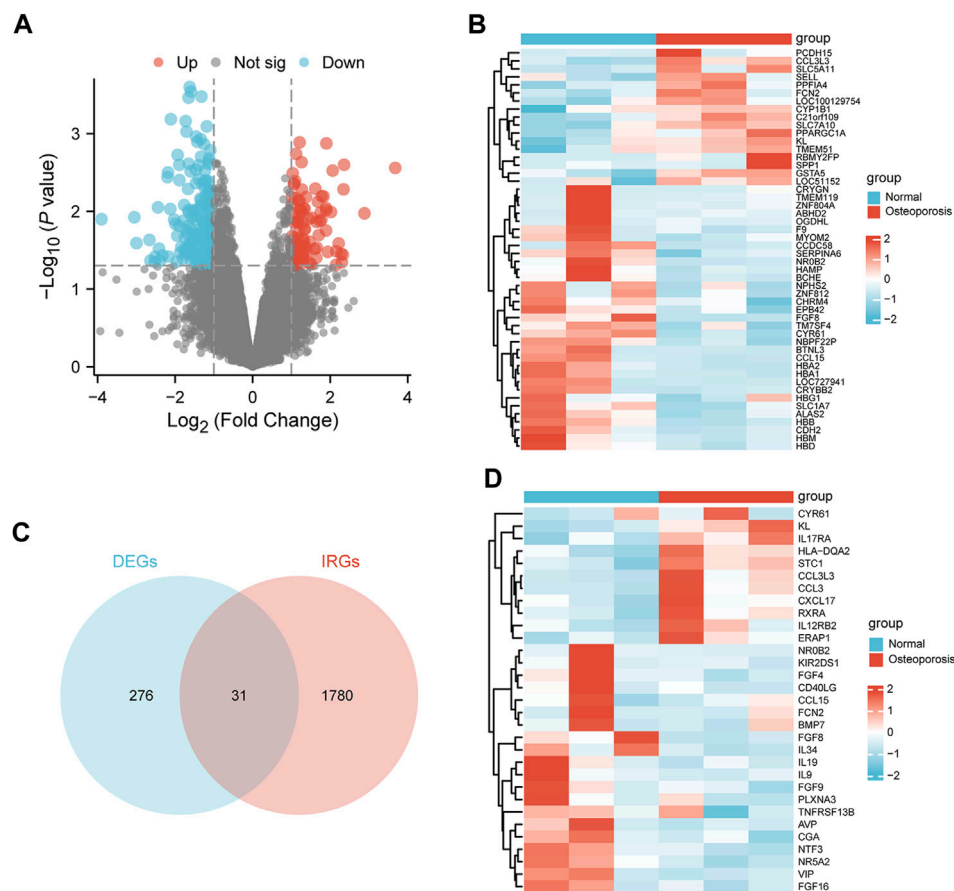 A
Up Not sig Down
3
2
1
0
−4 −2 0 2 4
−Log10 (P value)
Log2 (Fold Change)
B
group
PCDH15
CCL3L3
SLC5A11
SELL
PPFIA4
FCN2
LOC100129754
CYP1B1
C21orf109
SLC7A10
PPARGC1A
KL
TMEM51
RBMY2FP
SPP1
GSTA5
LOC51152
CRYGN
TMEM119
ZNF804A
ABHD2
OGDHL
F9
MYOM2
CCDC58
SERPINA6
NR0B2
HAMP
BCHE
NPHS2
ZNF812
CHRM4
EPB42
FGF8
TM7SF4
CYR61
NBPF22P
BTNL3
CCL15
HBA2
HBA1
LOC727941
CRYBB2
HBG1
SLC1A7
ALAS2
HBB
CDH2
HBM
HBD
group
Normal
Osteoporosis
2
1
0
−1
−2
C
DEGs IRGs
276 31 1780
D
group
CYR61
KL
IL17RA
HLA−DQA2
STC1
CCL3L3
CCL3
CXCL17
RXRA
IL12RB2
ERAP1
NR0B2
KIR2DS1
FGF4
CD40LG
CCL15
FCN2
BMP7
FGF8
IL34
IL19
IL9
FGF9
PLXNA3
TNFRSF13B
AVP
CGA
NTF3
NR5A2
VIP
FGF16
group
Normal
Osteoporosis
2
1
0
−1
−2